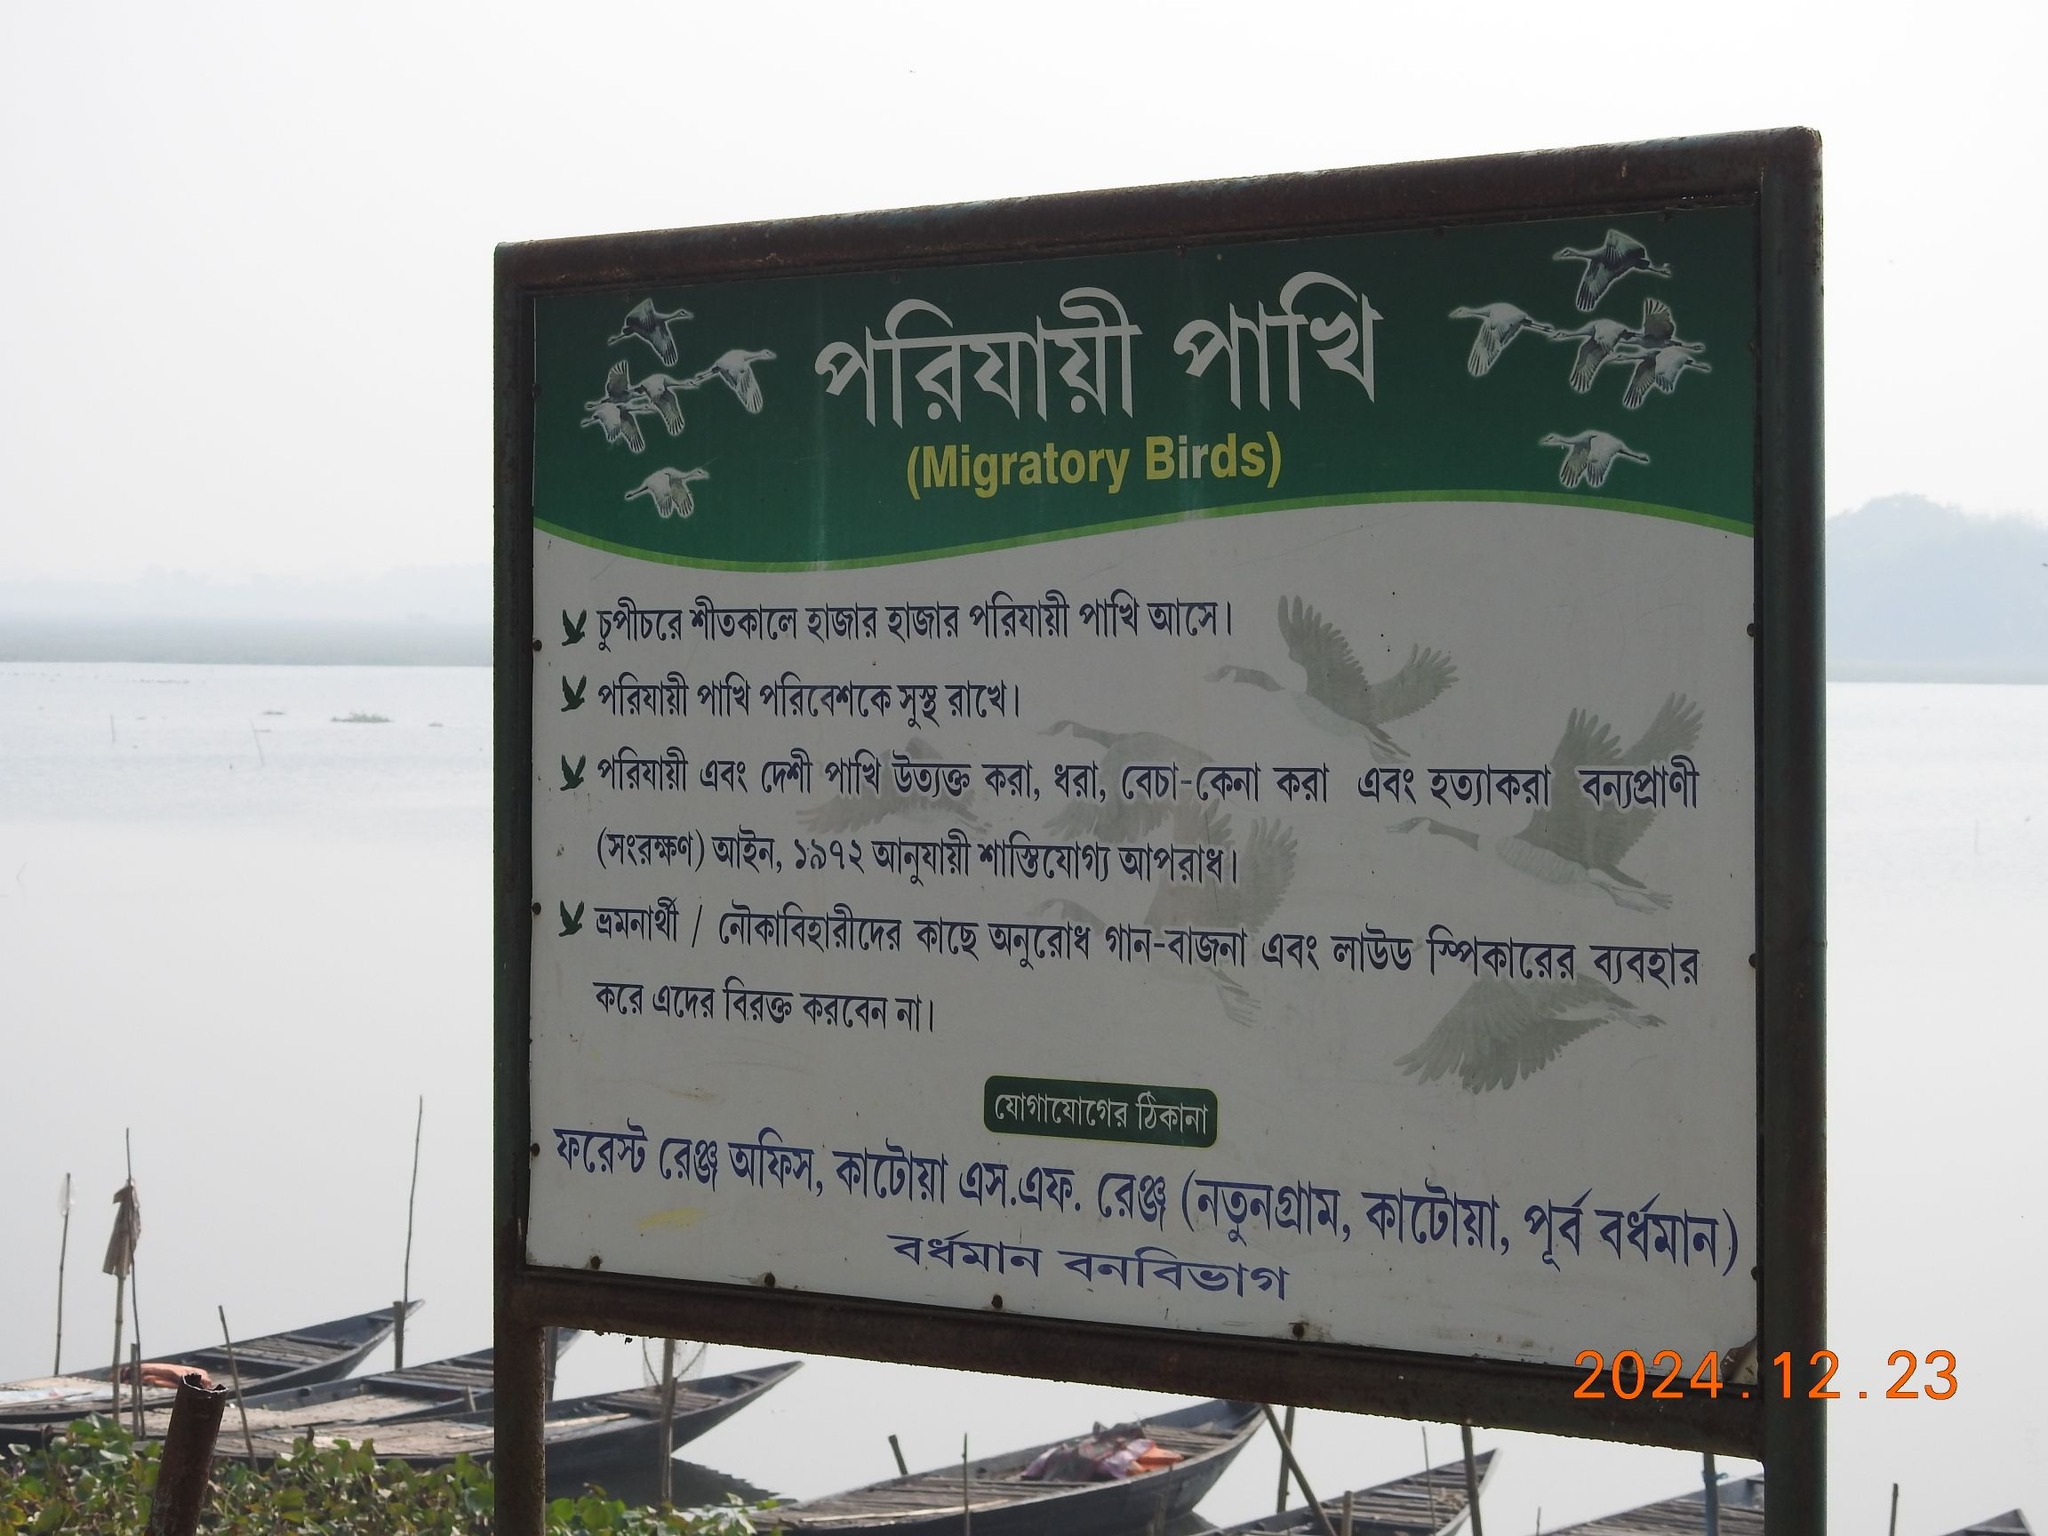 পরিযায়ী পাখি
(Migratory Birds)
চুপীচরে শীতকালে হাজার হাজার পরিযায়ী পাখি আসে।
পরিযায়ী পাখি পরিবেশকে সুস্থ রাখে।
পরিযায়ী এবং দেশী পাখি উত্যক্ত করা, ধরা, বেচা-কেনা করা এবং হত্যাকরা বন্যপ্রাণী
(সংরক্ষণ) আইন, ১৯৭২ আনুযায়ী শাস্তিযোগ্য আপরাধ।
ভ্রমনার্থী / নৌকাবিহারীদের কাছে অনুরোধ গান-বাজনা এবং লাউড স্পিকারের ব্যবহার
করে এদের বিরক্ত করবেন না।
যোগাযোগের ঠিকানা
ফরেস্ট রেঞ্জ অফিস, কাটোয়া এস.এফ. রেঞ্জ (নতুনগ্রাম, কাটোয়া, পূর্ব বর্ধমান)
বর্ধমান বনবিভাগ
2024.12.23